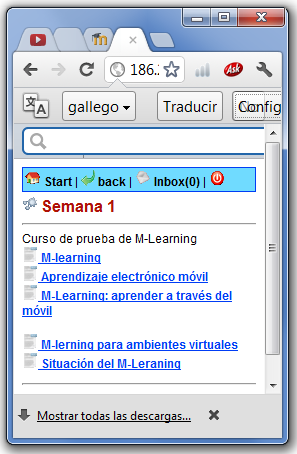 186.
Ask
gallego
Traducir
Config
Start | back | Inbox(0) |
Semana 1
Curso de prueba de M-Learning
M-learning
Aprendizaje electrónico móvil
M-Learning: aprender a través del
móvil
M-lerning para ambientes virtuales
Situación del M-Leraning
Mostrar todas las descargas...